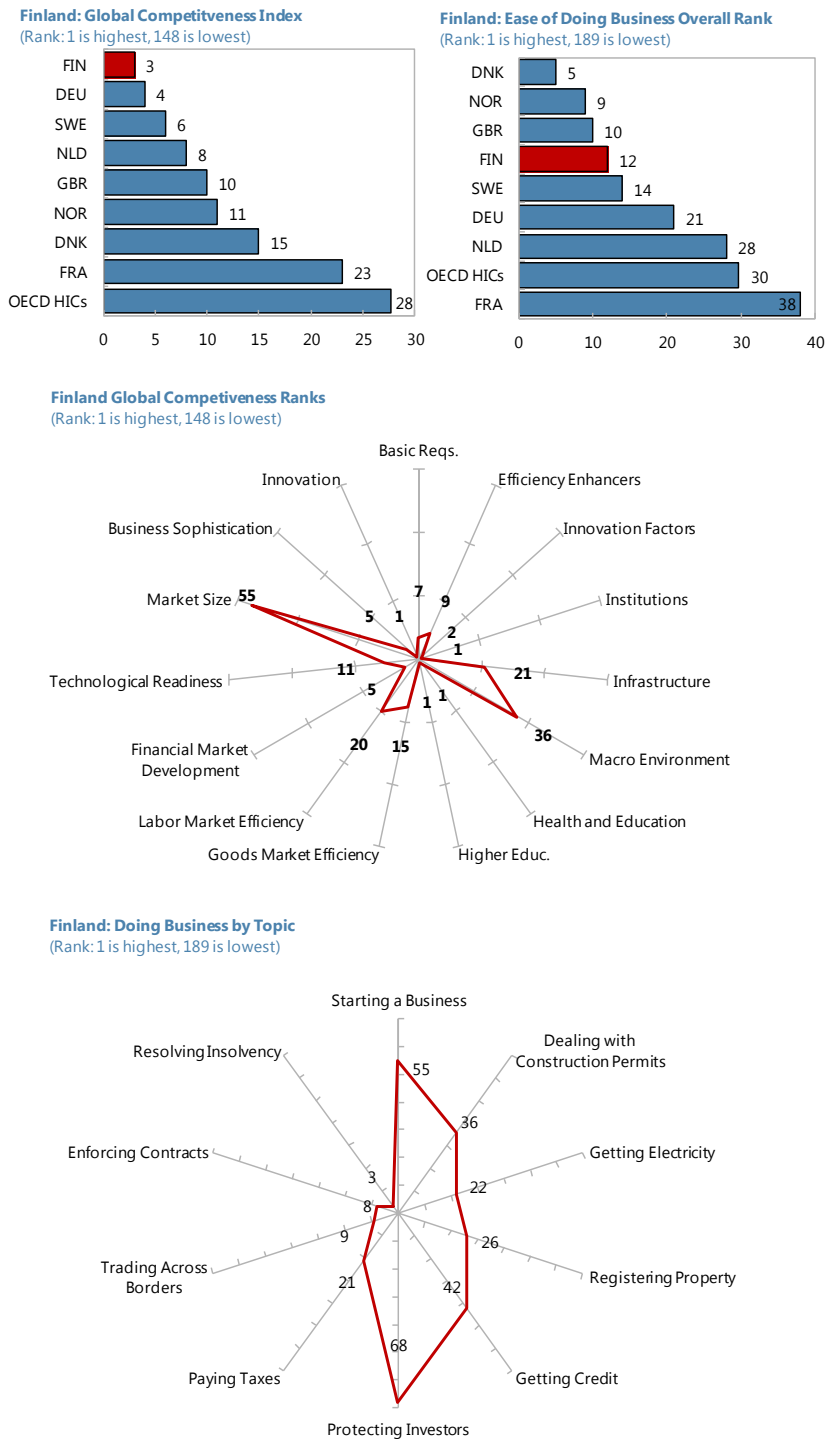 Finland: Global Competitveness Index
(Rank: 1 is highest, 148 is lowest)
FIN 3
DEU 4
SWE 6
NLD 8
GBR 10
NOR 11
DNK 15
FRA 23
OECD HICs 28
0 5 10 15 20 25 30
Finland: Ease of Doing Business Overall Rank
(Rank: 1 is highest, 189 is lowest)
DNK 5
NOR 9
GBR 10
FIN 12
SWE 14
DEU 21
NLD 28
OECD HICs 30
FRA 38
0 10 20 30 40
Finland Global Competiveness Ranks
(Rank: 1 is highest, 148 is lowest)
Basic Reqs.
Innovation
Efficiency Enhancers
Business Sophistication
Innovation Factors
Market Size
55
Institutions
7
9
5
1
2
1
Technological Readiness
11
21
Infrastructure
5
1
1
36
20
15
Financial Market
Development
Macro Environment
Labor Market Efficiency
Health and Education
Goods Market Efficiency
Higher Educ.
Finland: Doing Business by Topic
(Rank: 1 is highest, 189 is lowest)
Starting a Business
Resolving Insolvency
Dealing with
Construction Permits
55
36
Enforcing Contracts
Getting Electricity
3
22
8
9
26
Trading Across
Borders
Registering Property
21
42
68
Paying Taxes
Getting Credit
Protecting Investors